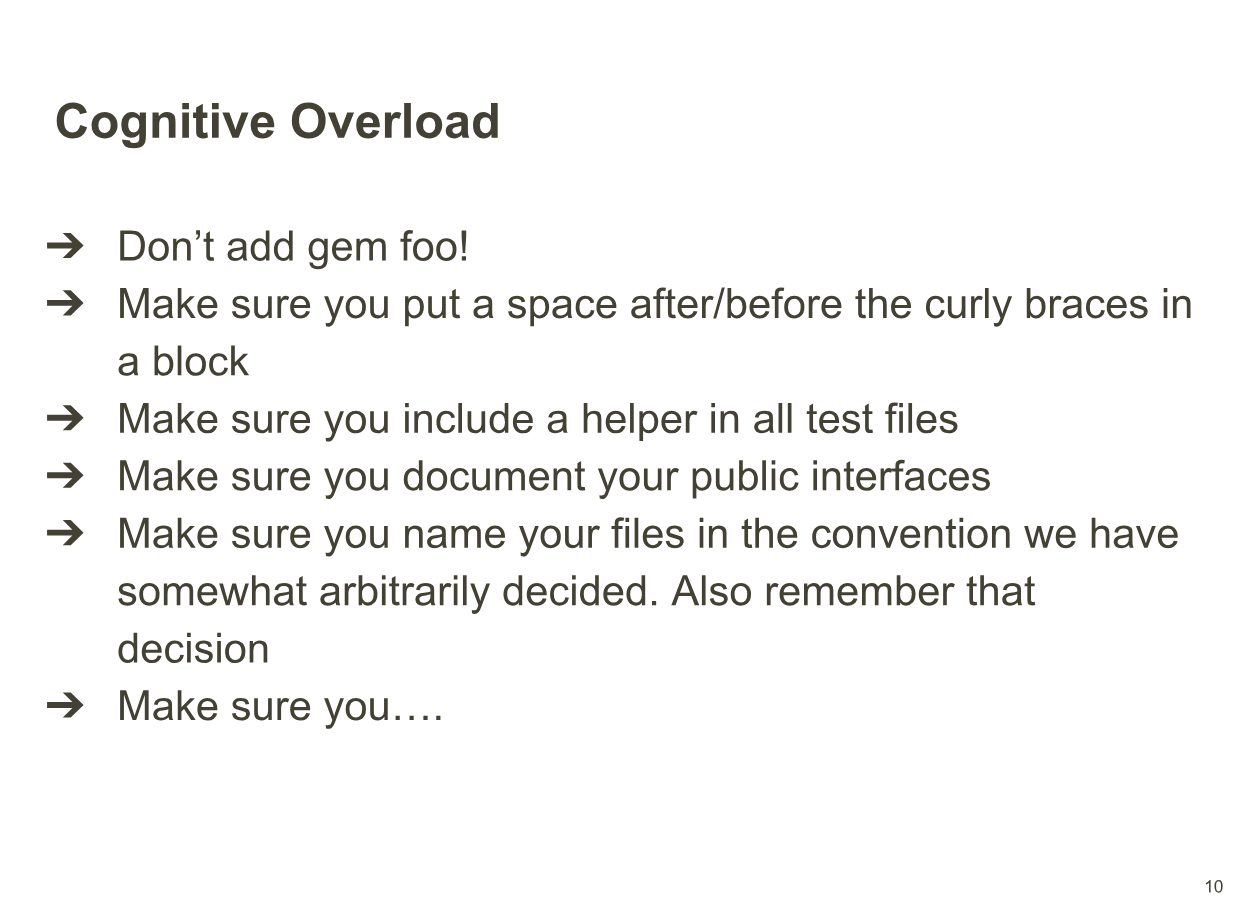 Cognitive Overload
➔ Don’t add gem foo!
➔ Make sure you put a space after/before the curly braces in
a block
➔ Make sure you include a helper in all test files
➔ Make sure you document your public interfaces
➔ Make sure you name your files in the convention we have
somewhat arbitrarily decided. Also remember that
decision
➔ Make sure you….
10